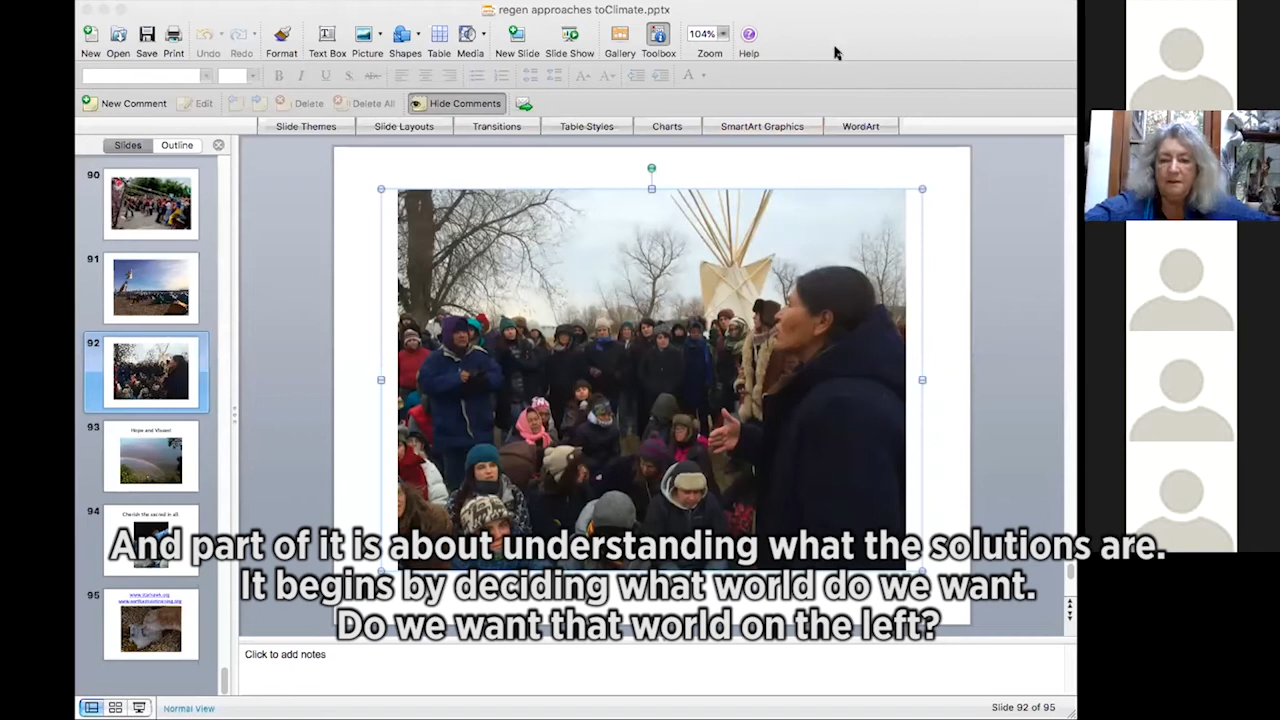 regen approaches toClimate.pptx
New Open Save Print Undo Redo Format Text Box Picture Shapes Table Media New Slide Slide Show Gallery Toolbox Zoom Help
104%
B I U S ABC A A A
New Comment Edit Delete Delete All Hide Comments
Slide Themes Slide Layouts Transitions Table Styles Charts SmartArt Graphics WordArt
Slides Outline
90
91
92
93
Hope and Vision!
94
Cherish the sacred in all.
95
And part of it is about understanding what the solutions are.
It begins by deciding what world do we want.
Do we want that world on the left?
Click to add notes
Normal View
Slide 92 of 95